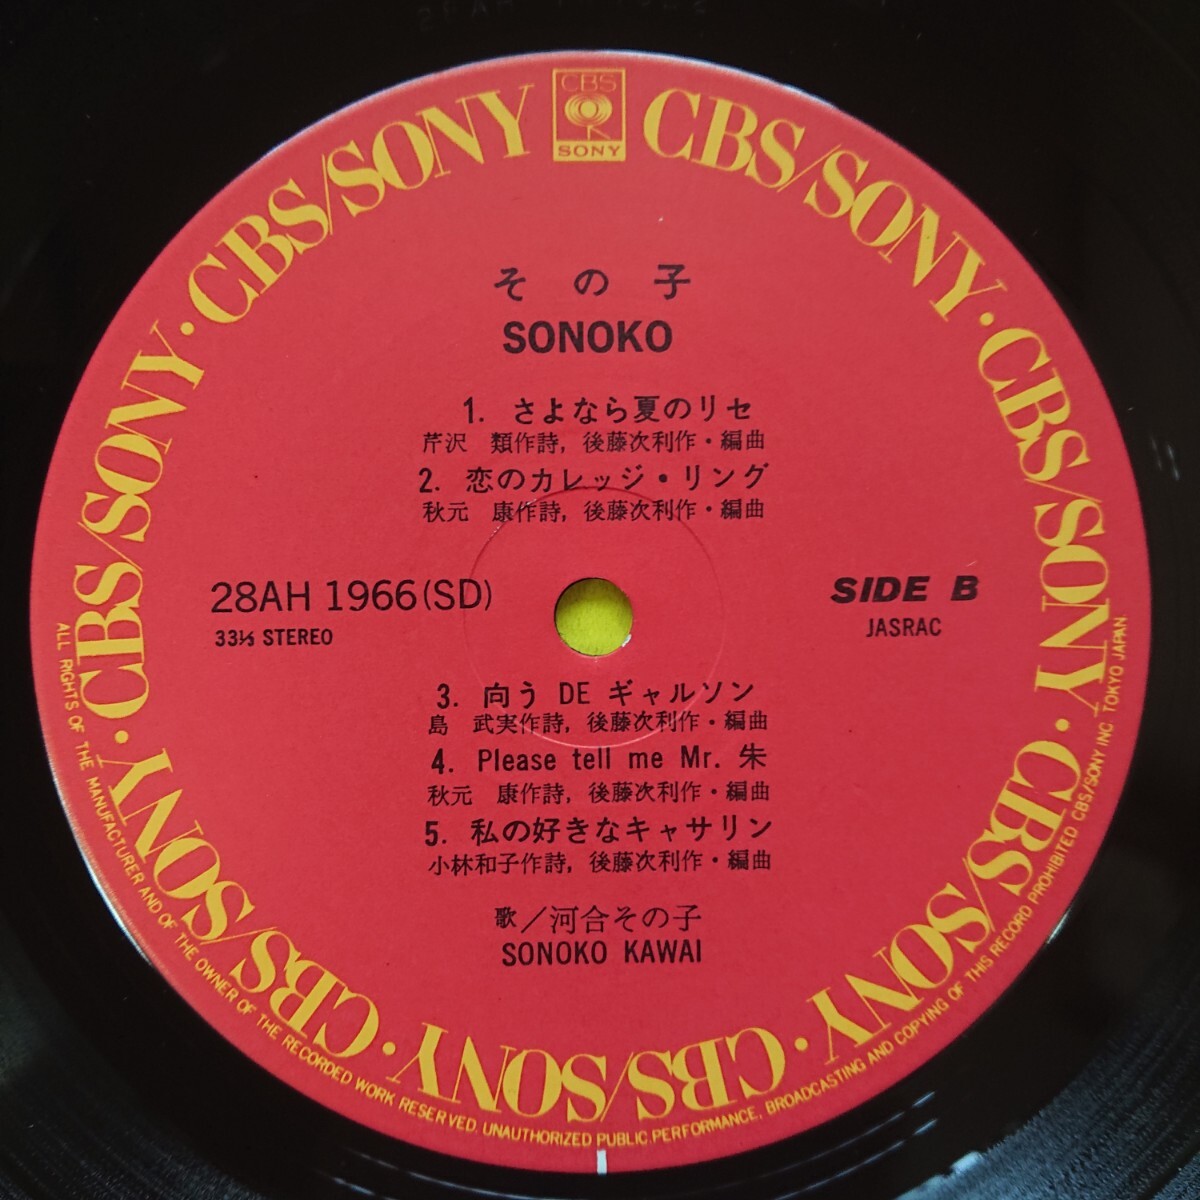 CBS
SONY
CBS/SONY · CBS/SONY · CBS/SONY · CBS/SONY · CBS/SONY · CBS/SONY · CBS/SONY · CBS/SONY
その子
SONOKO
1. さよなら夏のリセ
芹沢 類作詩, 後藤次利作・編曲
2. 恋のカレッジ・リング
秋元 康作詩, 後藤次利作・編曲
28AH 1966(SD)
33⅓ STEREO
SIDE B
JASRAC
3. 向う DE ギャルソン
島 武実作詩, 後藤次利作・編曲
4. Please tell me Mr. 朱
秋元 康作詩, 後藤次利作・編曲
5. 私の好きなキャサリン
小林和子作詩, 後藤次利作・編曲
歌/河合その子
SONOKO KAWAI
ALL RIGHTS OF THE MANUFACTURER AND OF THE OWNER OF THE RECORDED WORK RESERVED. UNAUTHORIZED PUBLIC PERFORMANCE, BROADCASTING AND COPYING OF THIS RECORD PROHIBITED CBS/SONY INC. TOKYO JAPAN